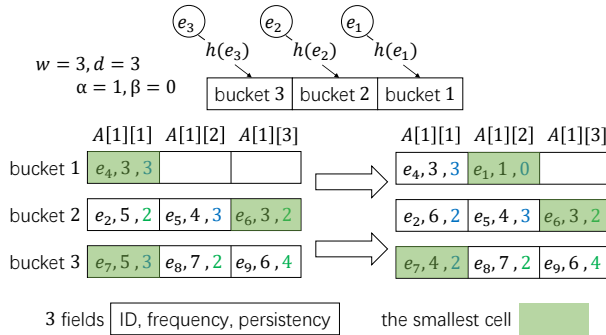 e₃ e₂ e₁
h(e₃) h(e₂) h(e₁)
w = 3, d = 3
α = 1, β = 0
bucket 3 bucket 2 bucket 1
A[1][1] A[1][2] A[1][3] A[1][1] A[1][2] A[1][3]
bucket 1 e₄, 3, 3 e₄, 3, 3 e₁, 1, 0
bucket 2 e₂, 5, 2 e₅, 4, 3 e₆, 3, 2 e₂, 6, 2 e₅, 4, 3 e₆, 3, 2
bucket 3 e₇, 5, 3 e₈, 7, 2 e₉, 6, 4 e₇, 4, 2 e₈, 7, 2 e₉, 6, 4
3 fields ID, frequency, persistency the smallest cell